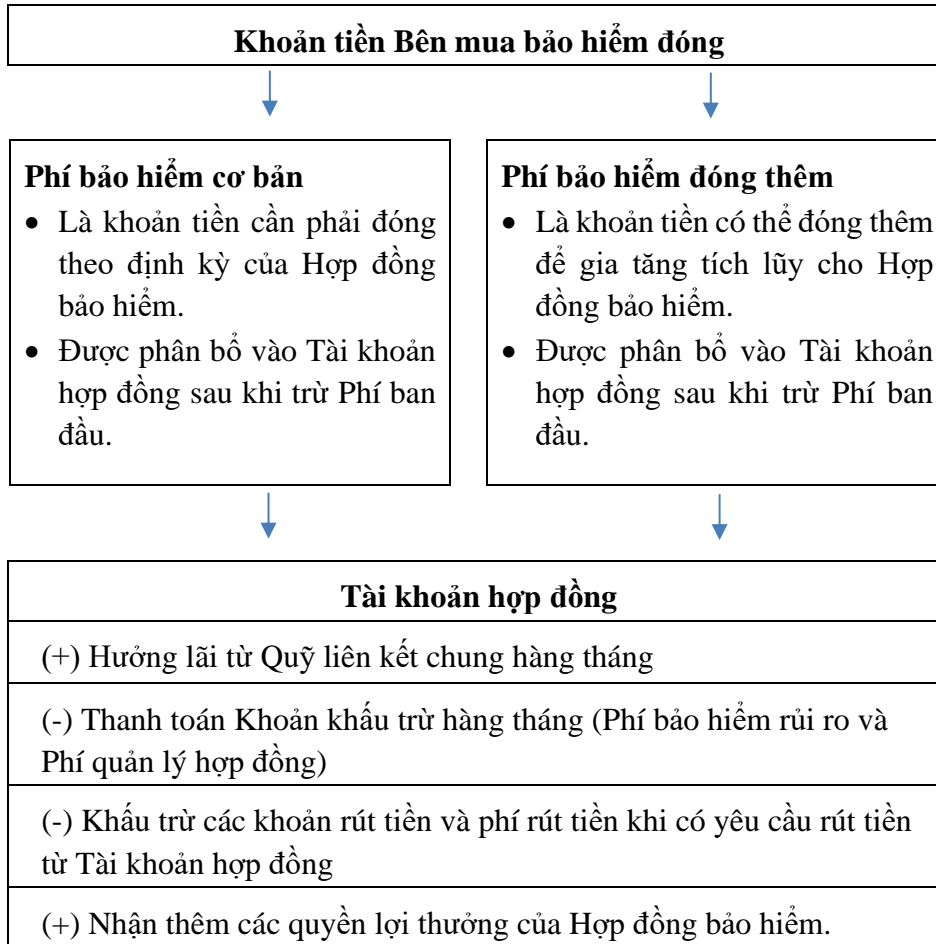 Khoản tiền Bên mua bảo hiểm đóng
Phí bảo hiểm cơ bản
• Là khoản tiền cần phải đóng
theo định kỳ của Hợp đồng
bảo hiểm.
• Được phân bổ vào Tài khoản
hợp đồng sau khi trừ Phí ban
đầu.
Phí bảo hiểm đóng thêm
• Là khoản tiền có thể đóng thêm
để gia tăng tích lũy cho Hợp
đồng bảo hiểm.
• Được phân bổ vào Tài khoản
hợp đồng sau khi trừ Phí ban
đầu.
Tài khoản hợp đồng
(+) Hưởng lãi từ Quỹ liên kết chung hàng tháng
(-) Thanh toán Khoản khấu trừ hàng tháng (Phí bảo hiểm rủi ro và
Phí quản lý hợp đồng)
(-) Khấu trừ các khoản rút tiền và phí rút tiền khi có yêu cầu rút tiền
từ Tài khoản hợp đồng
(+) Nhận thêm các quyền lợi thưởng của Hợp đồng bảo hiểm.